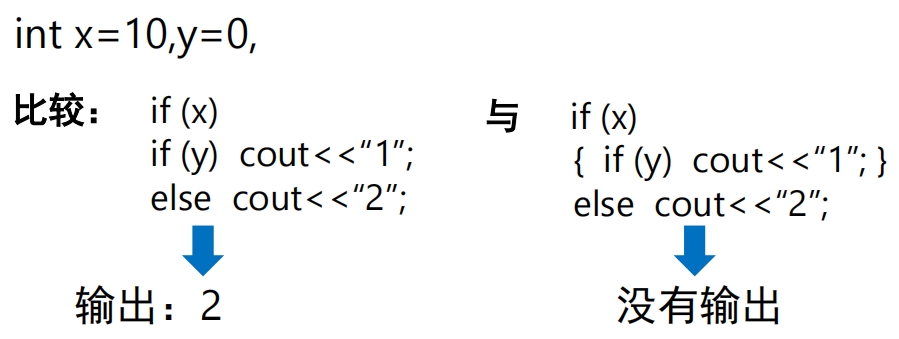 int x=10,y=0,
比较： if (x)
if (y) cout<<“1”;
else cout<<“2”;
输出：2
与 if (x)
{ if (y) cout<<“1”; }
else cout<<“2”;
没有输出